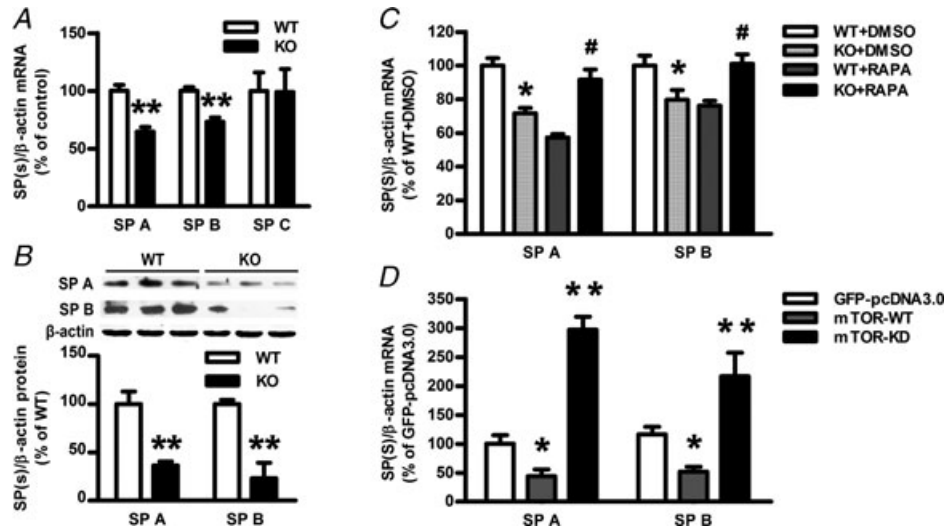 A
WT
KO
SP(s)/β-actin mRNA
(% of control)
150
100
50
0
**
**
SP A
SP B
SP C
B
WT
KO
SP A
SP B
β-actin
SP(s)/β-actin protein
(% of WT)
100
50
0
WT
KO
**
**
SP A
SP B
C
WT+DMSO
KO+DMSO
WT+RAPA
KO+RAPA
SP(S)/β-actin mRNA
(% of WT+DMSO)
120
100
80
60
40
20
0
*
#
*
#
SP A
SP B
D
GFP-pcDNA3.0
mTOR-WT
mTOR-KD
SP(S)/β-actin mRNA
(% of GFP-pcDNA3.0)
350
300
250
200
150
100
50
0
*
**
*
**
SP A
SP B